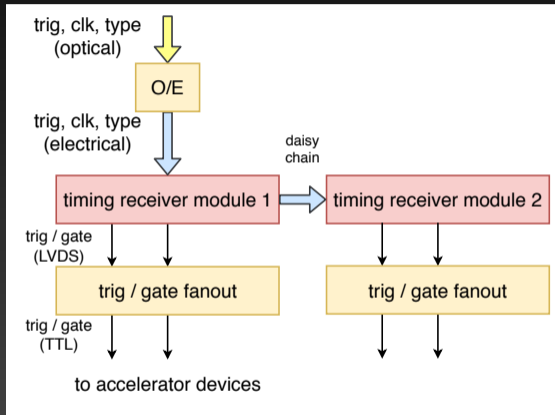 trig, clk, type
(optical)
O/E
trig, clk, type
(electrical)
daisy
chain
timing receiver module 1
timing receiver module 2
trig / gate
(LVDS)
trig / gate fanout
trig / gate fanout
trig / gate
(TTL)
to accelerator devices